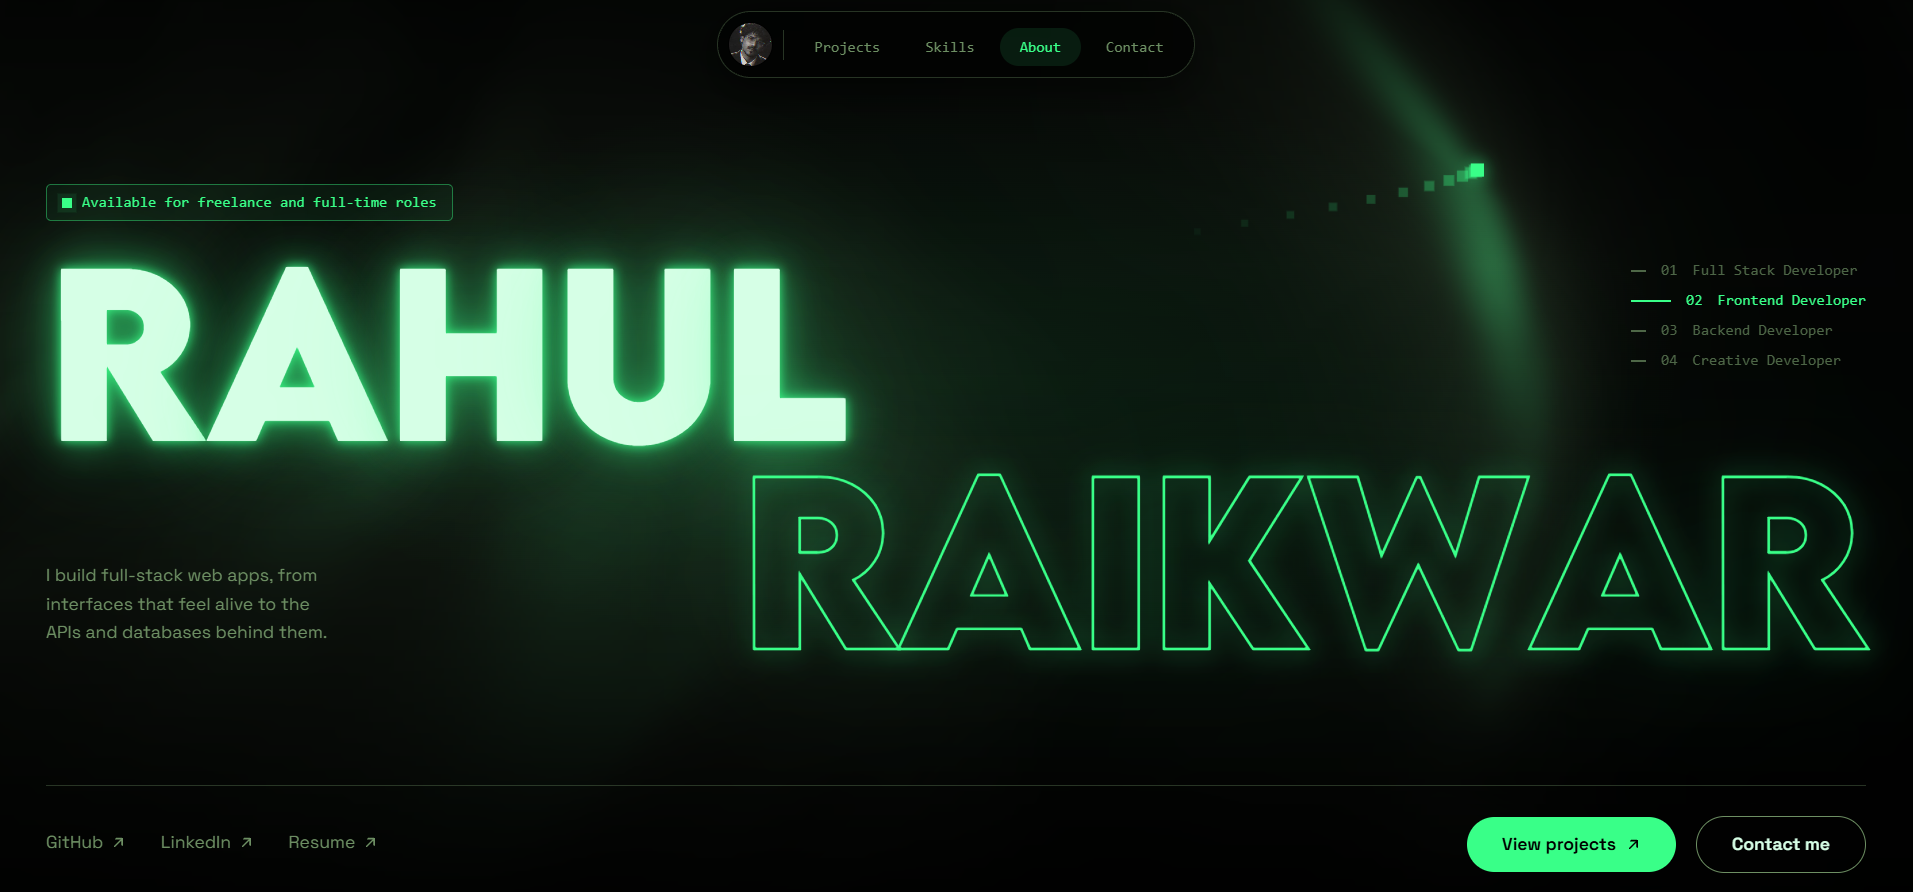 Projects Skills About Contact
Available for freelance and full-time roles
RAHUL
01 Full Stack Developer
02 Frontend Developer
03 Backend Developer
04 Creative Developer
RAIKWAR
I build full-stack web apps, from
interfaces that feel alive to the
APIs and databases behind them.
GitHub LinkedIn Resume
View projects Contact me